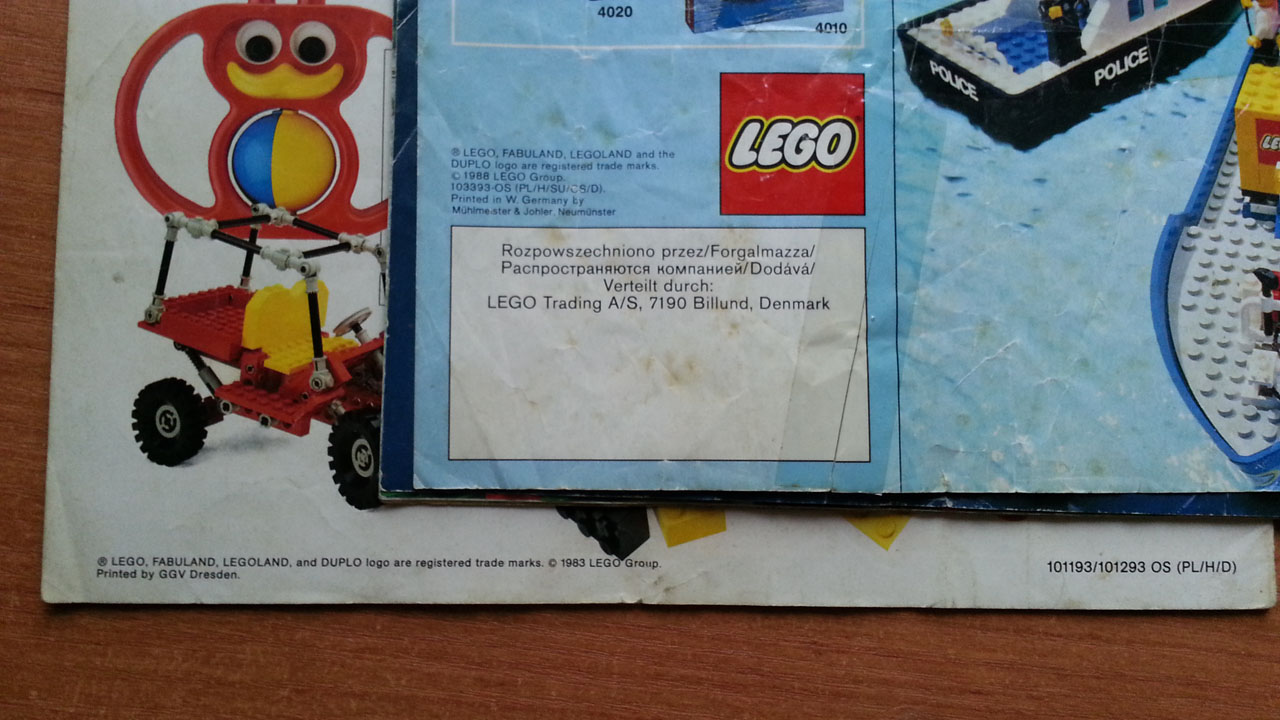 4020
4010
POLICE
POLICE
LEGO
® LEGO, FABULAND, LEGOLAND and the
DUPLO logo are registered trade marks.
© 1988 LEGO Group.
103393-OS (PL/H/SU/CS/D).
Printed in W. Germany by
Mühlmeister & Johler, Neumünster
Rozpowszechniono przez/Forgalmazza/
Распространяются компанией/Dodává/
Verteilt durch:
LEGO Trading A/S, 7190 Billund, Denmark
® LEGO, FABULAND, LEGOLAND, and DUPLO logo are registered trade marks. © 1983 LEGO Group.
Printed by GGV Dresden.
101193/101293 OS (PL/H/D)